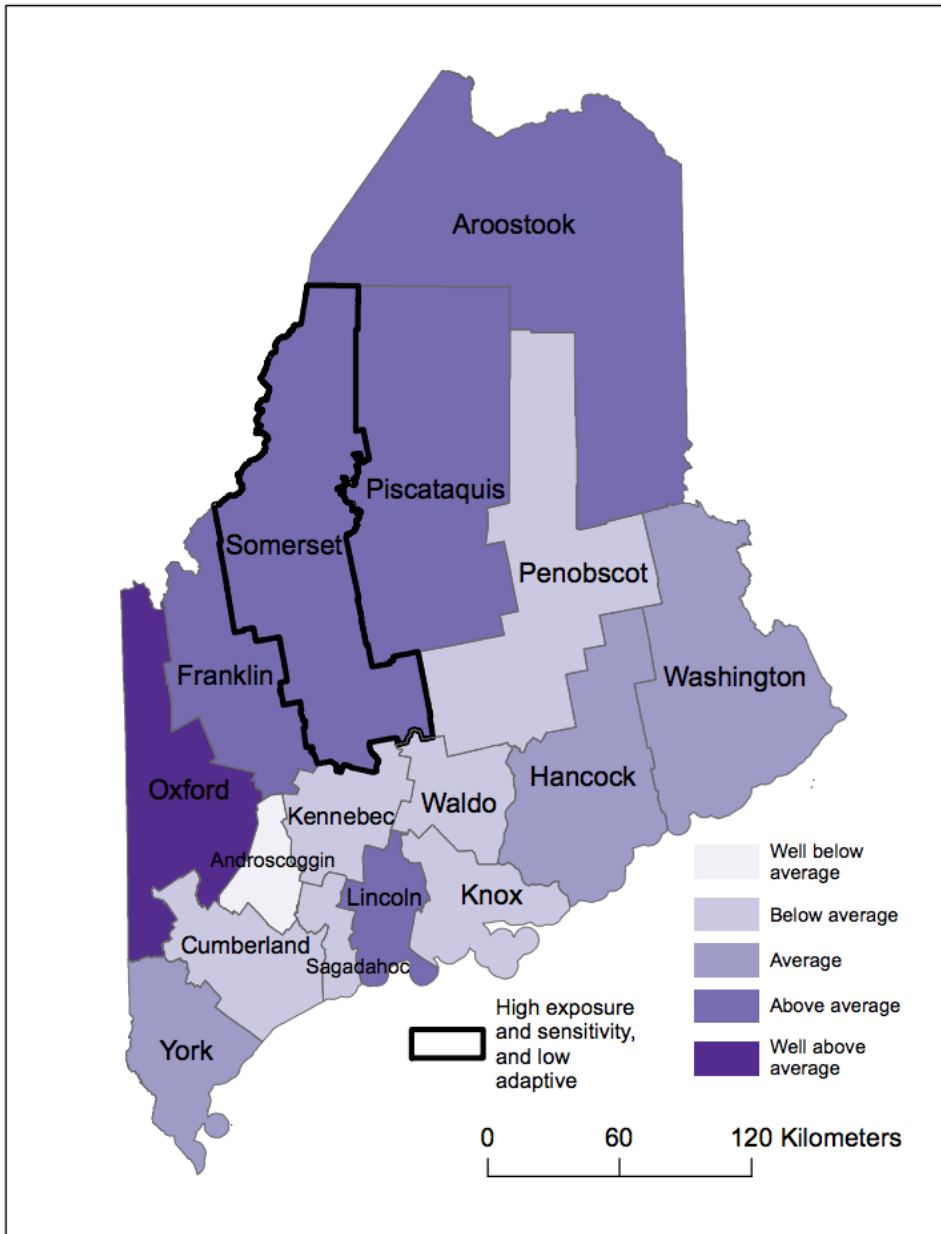 Aroostook
Piscataquis
Somerset
Penobscot
Franklin
Washington
Oxford
Hancock
Kennebec
Waldo
Androscoggin
Lincoln
Knox
Cumberland
Sagadahoc
York
Well below
average
Below average
Average
Above average
Well above
average
High exposure
and sensitivity,
and low
adaptive
0 60 120 Kilometers